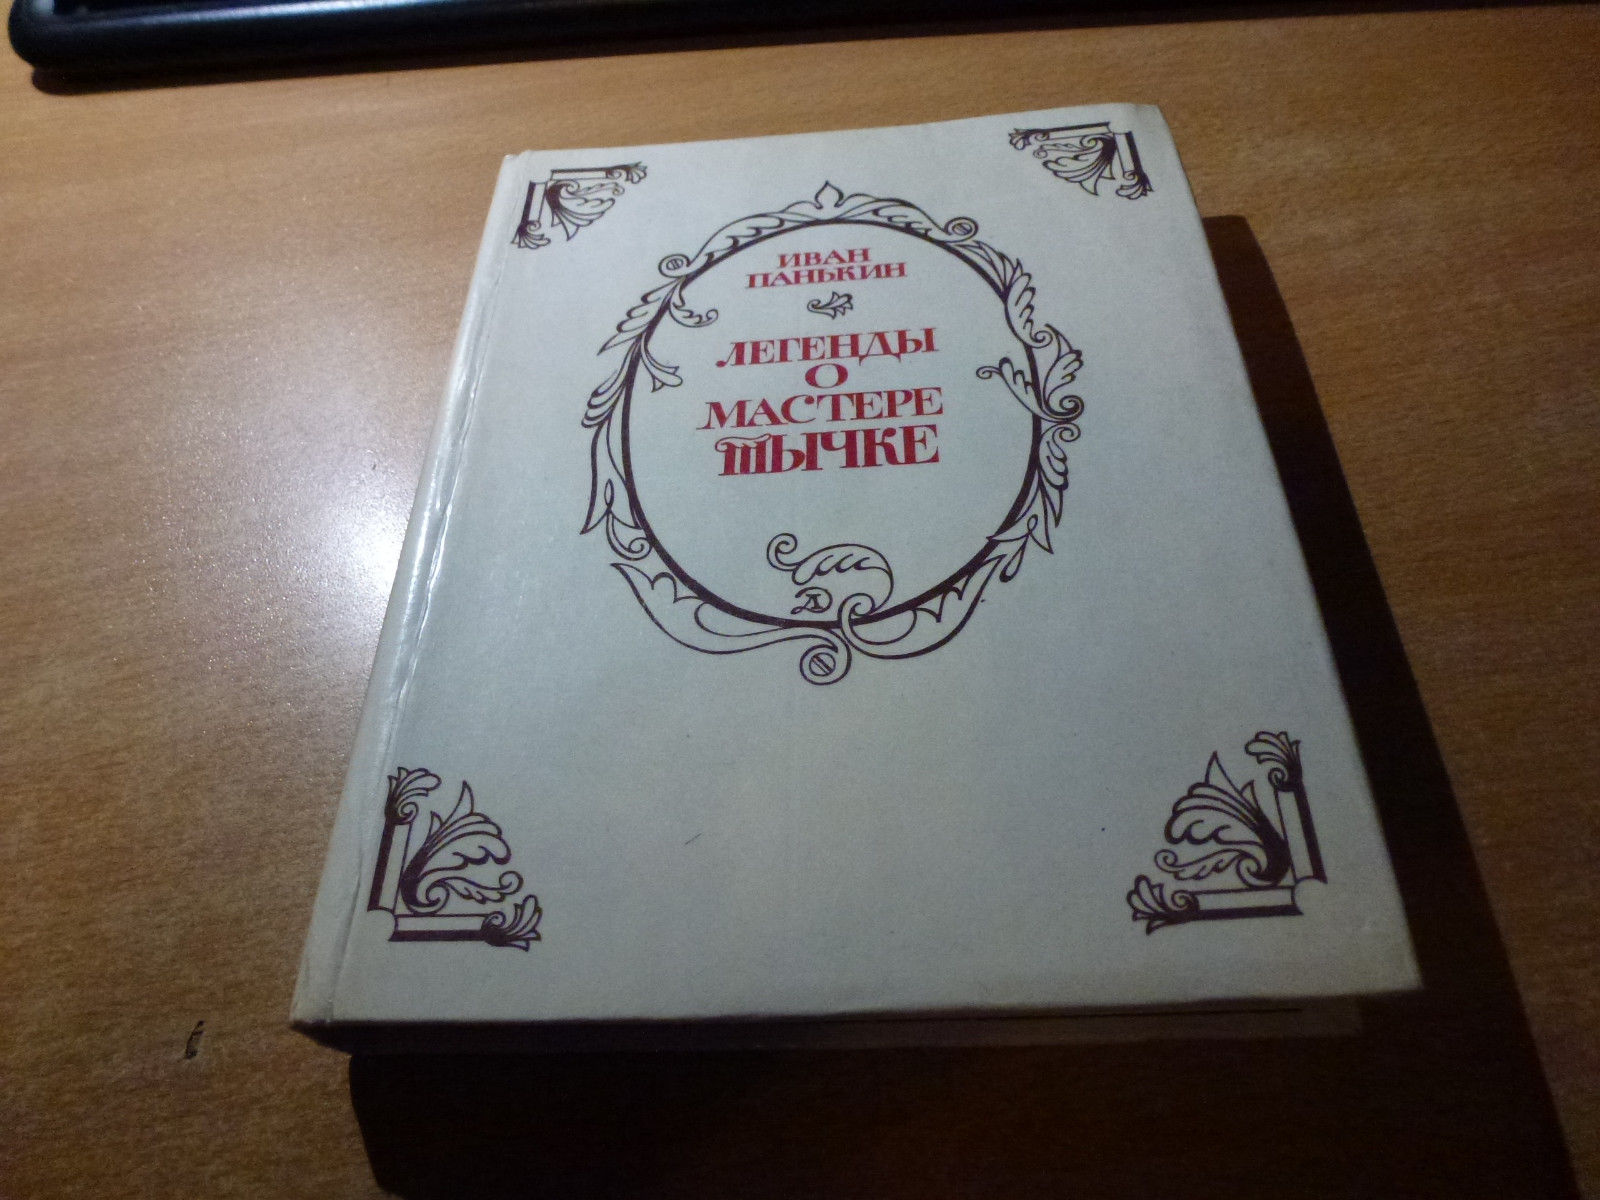 ИВАН
ПАНЬКИН
ЛЕГЕНДЫ
О
МАСТЕРЕ
ТЫЧКЕ